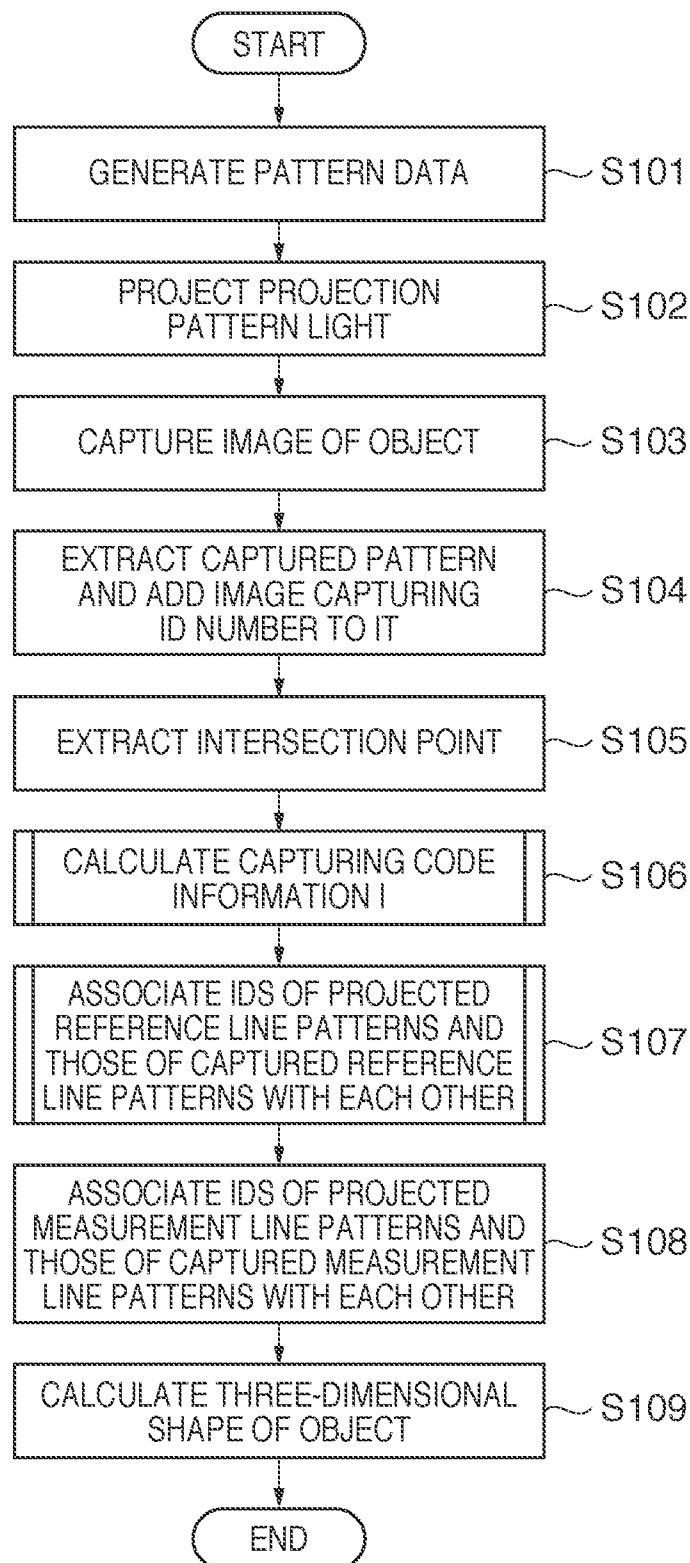 START
GENERATE PATTERN DATA
S101
PROJECT PROJECTION
PATTERN LIGHT
S102
CAPTURE IMAGE OF OBJECT
S103
EXTRACT CAPTURED PATTERN
AND ADD IMAGE CAPTURING
ID NUMBER TO IT
S104
EXTRACT INTERSECTION POINT
S105
CALCULATE CAPTURING CODE
INFORMATION I
S106
ASSOCIATE IDS OF PROJECTED
REFERENCE LINE PATTERNS AND
THOSE OF CAPTURED REFERENCE
LINE PATTERNS WITH EACH OTHER
S107
ASSOCIATE IDS OF PROJECTED
MEASUREMENT LINE PATTERNS AND
THOSE OF CAPTURED MEASUREMENT
LINE PATTERNS WITH EACH OTHER
S108
CALCULATE THREE-DIMENSIONAL
SHAPE OF OBJECT
S109
END